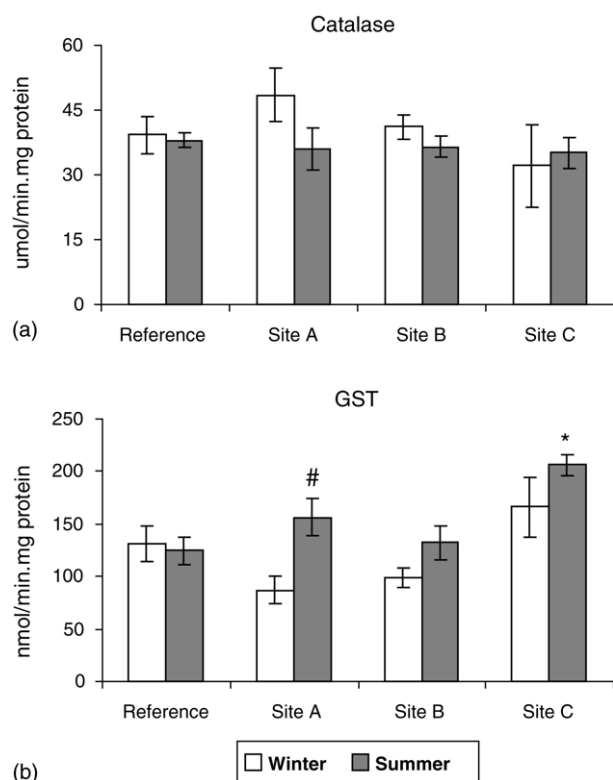 Catalase
umol/min.mg protein
60
45
30
15
0
(a)
Reference Site A Site B Site C
GST
nmol/min.mg protein
250
200
150
100
50
0
#
*
Reference Site A Site B Site C
(b)
Winter Summer